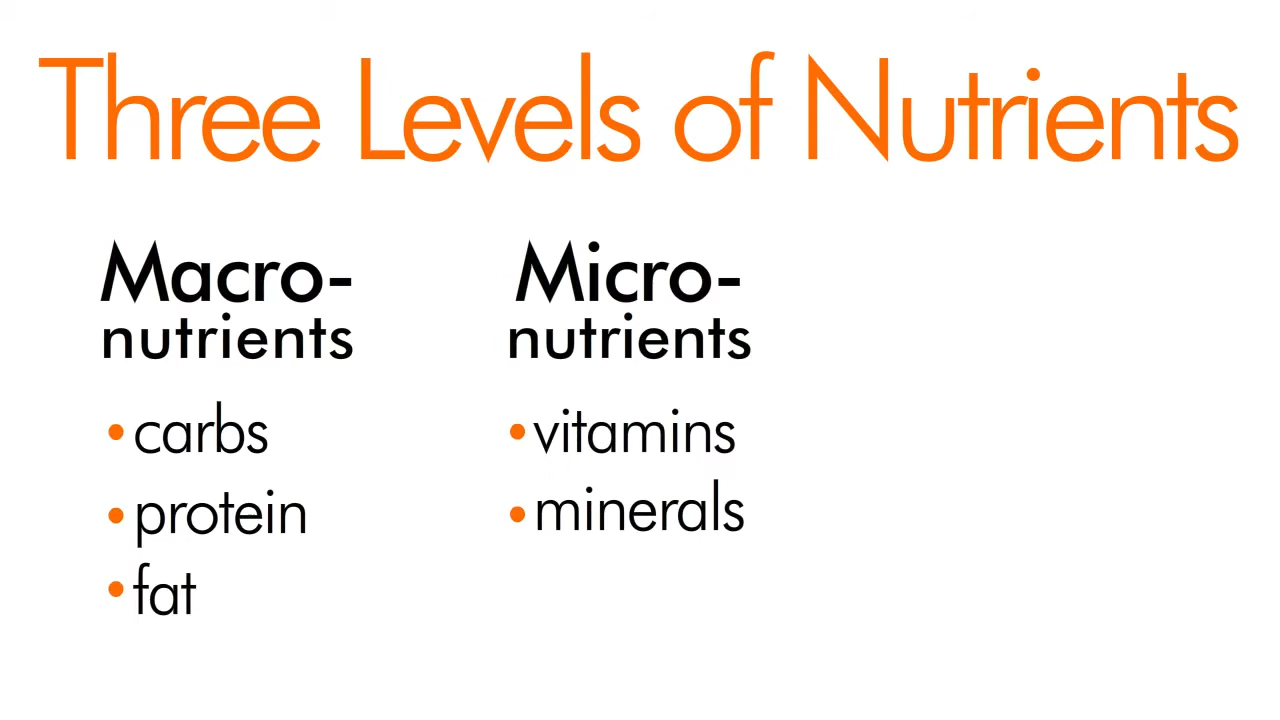 Three Levels of Nutrients
Macro-
nutrients
• carbs
• protein
• fat
Micro-
nutrients
• vitamins
• minerals